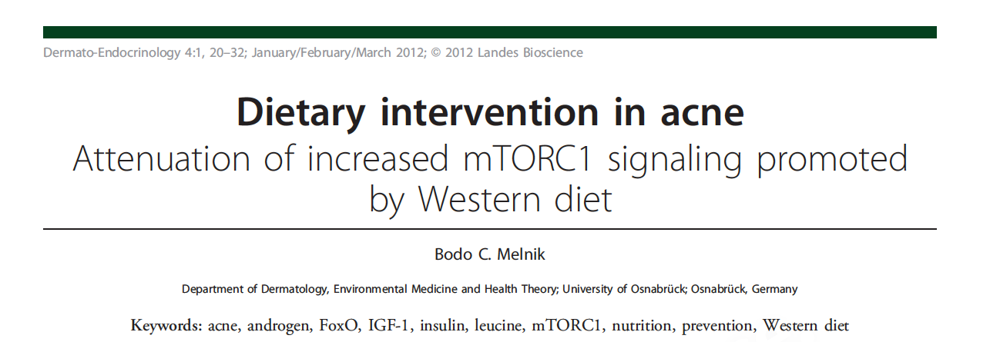 Dermato-Endocrinology 4:1, 20–32; January/February/March 2012; © 2012 Landes Bioscience
Dietary intervention in acne
Attenuation of increased mTORC1 signaling promoted
by Western diet
Bodo C. Melnik
Department of Dermatology, Environmental Medicine and Health Theory; University of Osnabrück; Osnabrück, Germany
Keywords: acne, androgen, FoxO, IGF-1, insulin, leucine, mTORC1, nutrition, prevention, Western diet